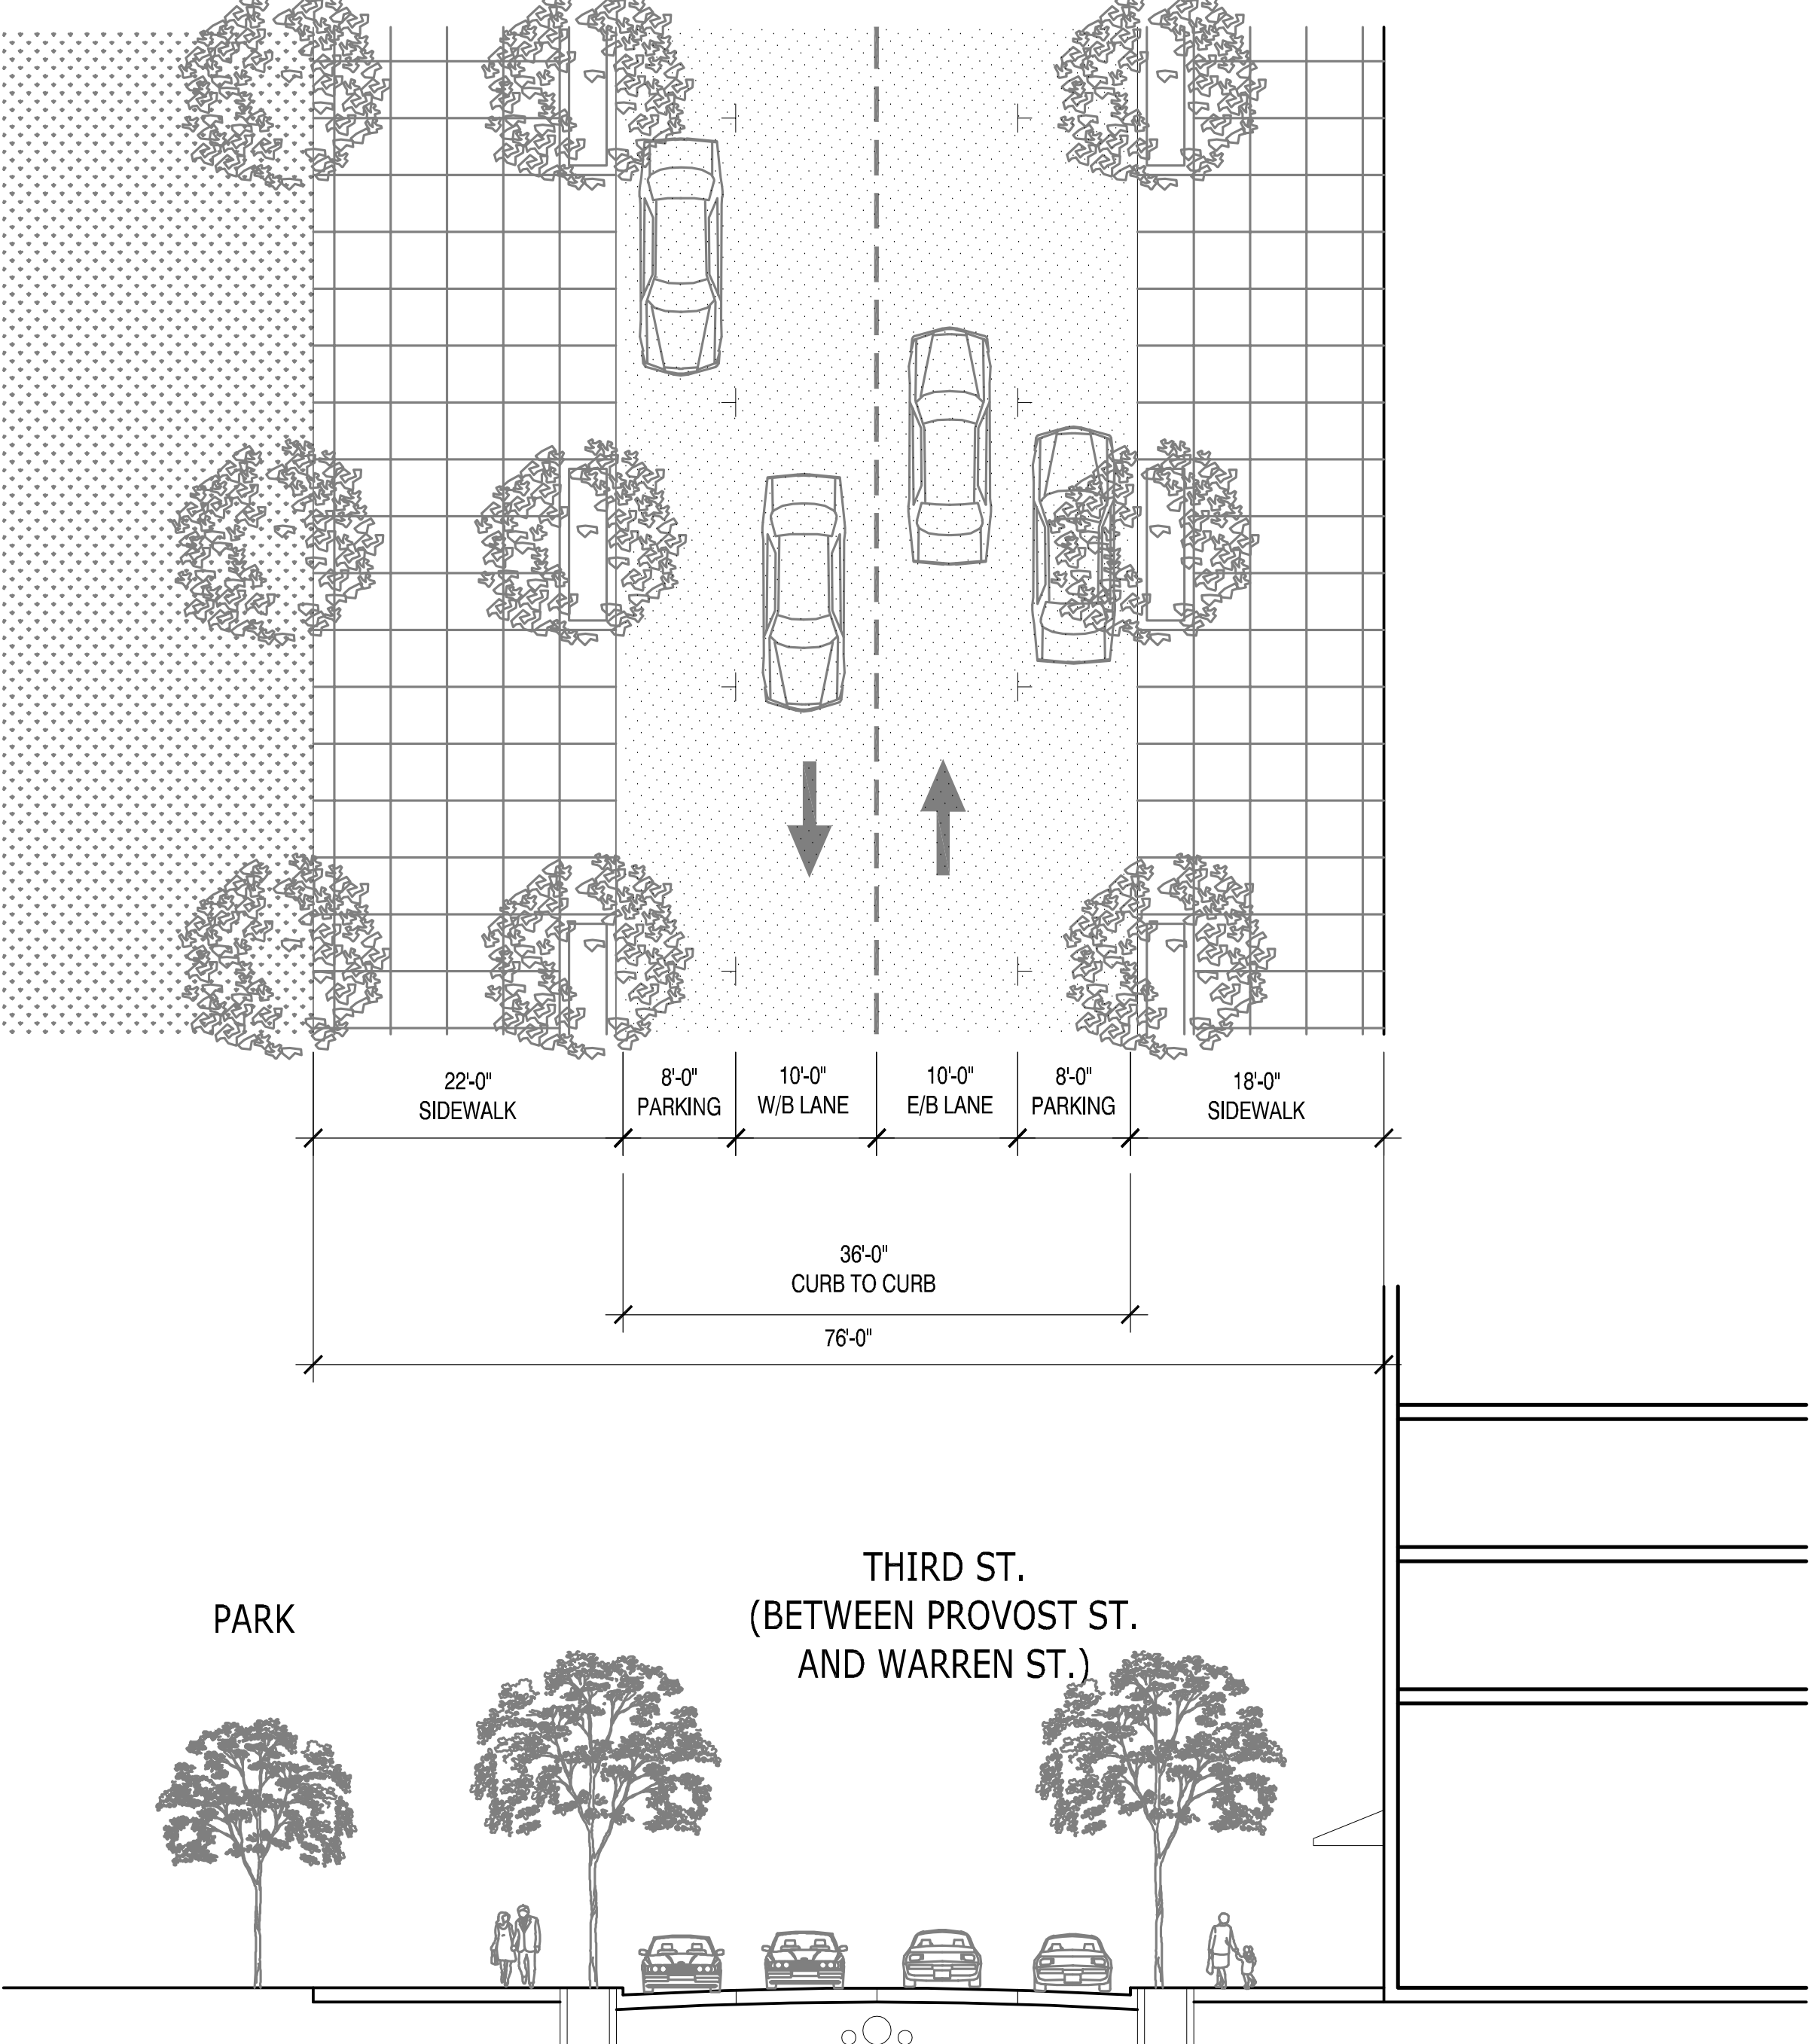 22'-0"
SIDEWALK
8'-0"
PARKING
10'-0"
W/B LANE
10'-0"
E/B LANE
8'-0"
PARKING
18'-0"
SIDEWALK
36'-0"
CURB TO CURB
76'-0"
THIRD ST.
(BETWEEN PROVOST ST.
AND WARREN ST.)
PARK